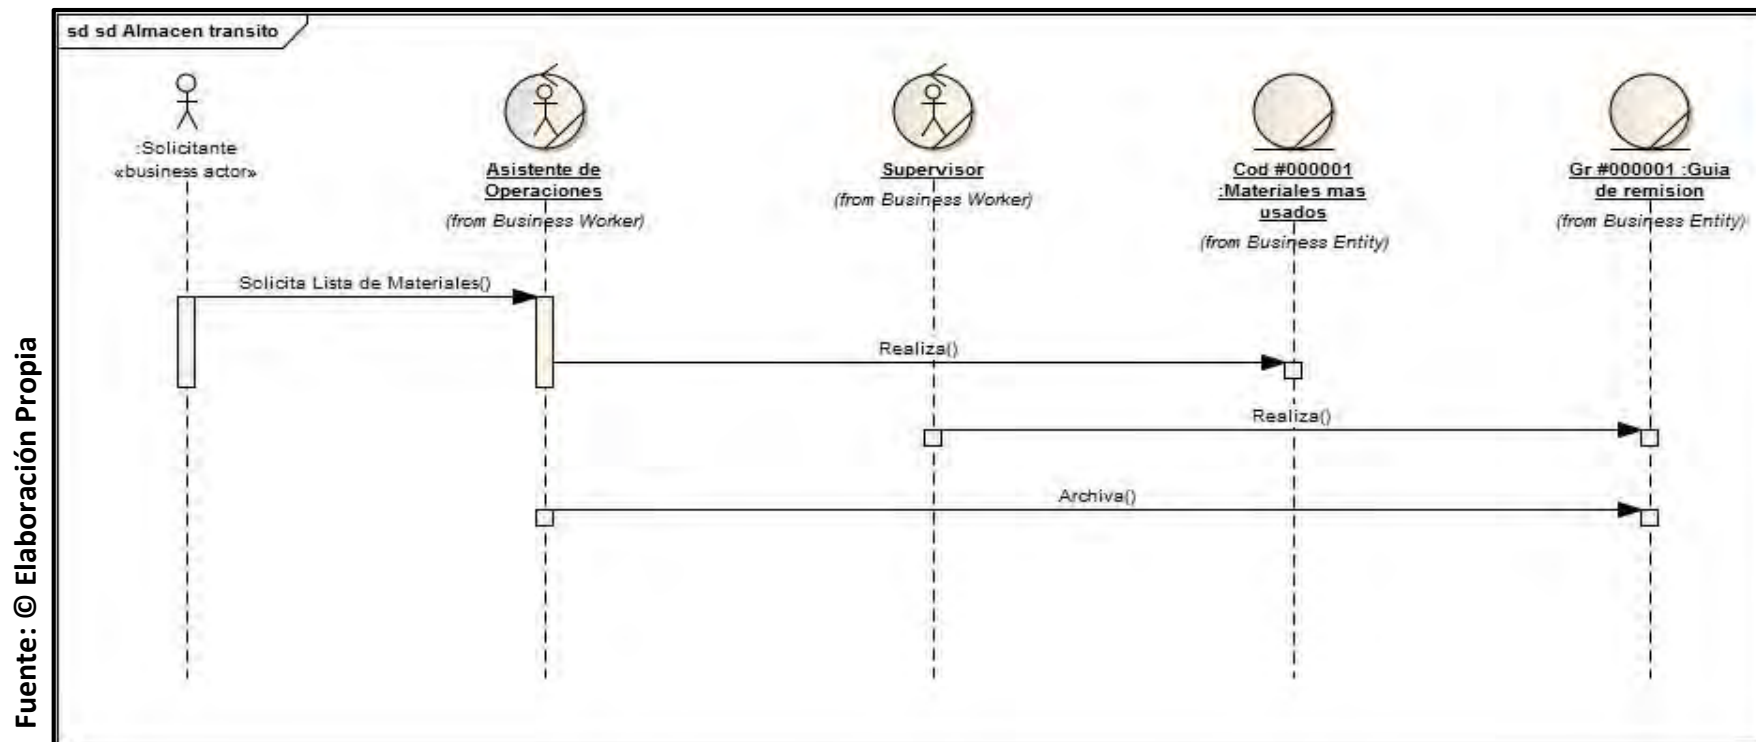 sd sd Almacen transito
:Solicitante
«business actor»
Asistente de
Operaciones
(from Business Worker)
Supervisor
(from Business Worker)
Cod #000001
:Materiales mas
usados
(from Business Entity)
Gr #000001 :Guia
de remision
(from Business Entity)
Solicita Lista de Materiales()
Realiza()
Realiza()
Archiva()
Fuente: © Elaboración Propia